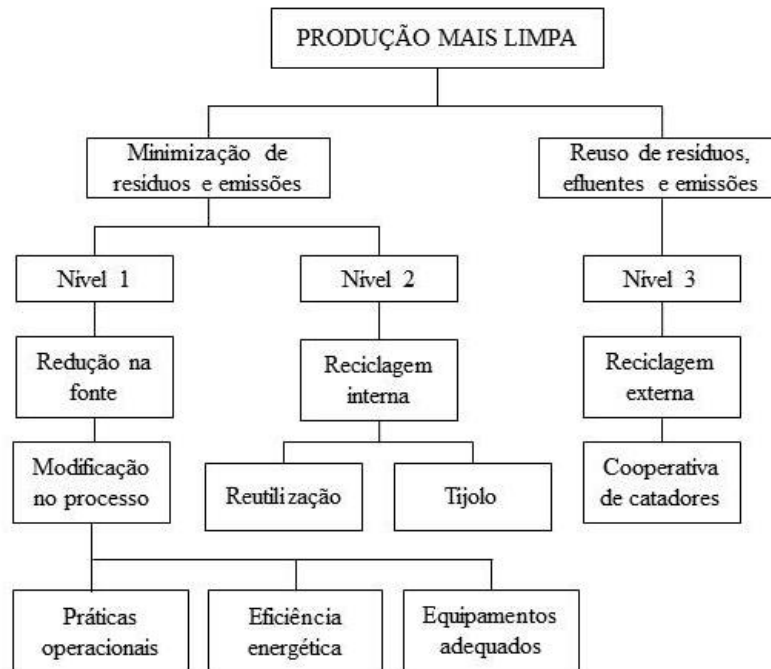 PRODUÇÃO MAIS LIMPA
Minimização de
resíduos e emissões
Reuso de resíduos,
efluentes e emissões
Nível 1
Nível 2
Nível 3
Redução na
fonte
Reciclagem
interna
Reciclagem
externa
Modificação
no processo
Reutilização
Tijolo
Cooperativa
de catadores
Práticas
operacionais
Eficiência
energética
Equipamentos
adequados